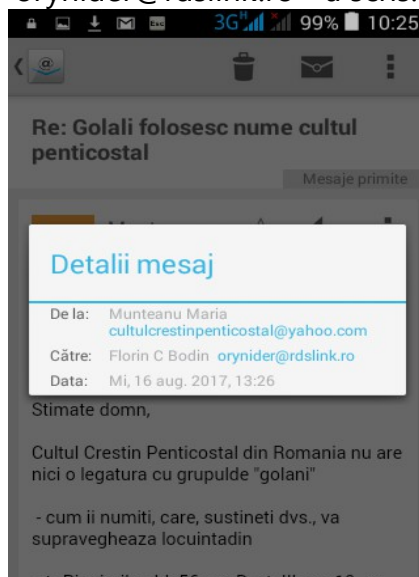 3G H 99% 10:25
Re: Golali folosesc nume cultul
penticostal
Mesaje primite
Detalii mesaj
De la: Munteanu Maria
cultulcrestinpenticostal@yahoo.com
Către: Florin C Bodin orynider@rdslink.ro
Data: Mi, 16 aug. 2017, 13:26
Stimate domn,
Cultul Crestin Penticostal din Romania nu are
nici o legatura cu grupulde "golani"
- cum ii numiti, care, sustineti dvs., va
supravegheaza locuintadin